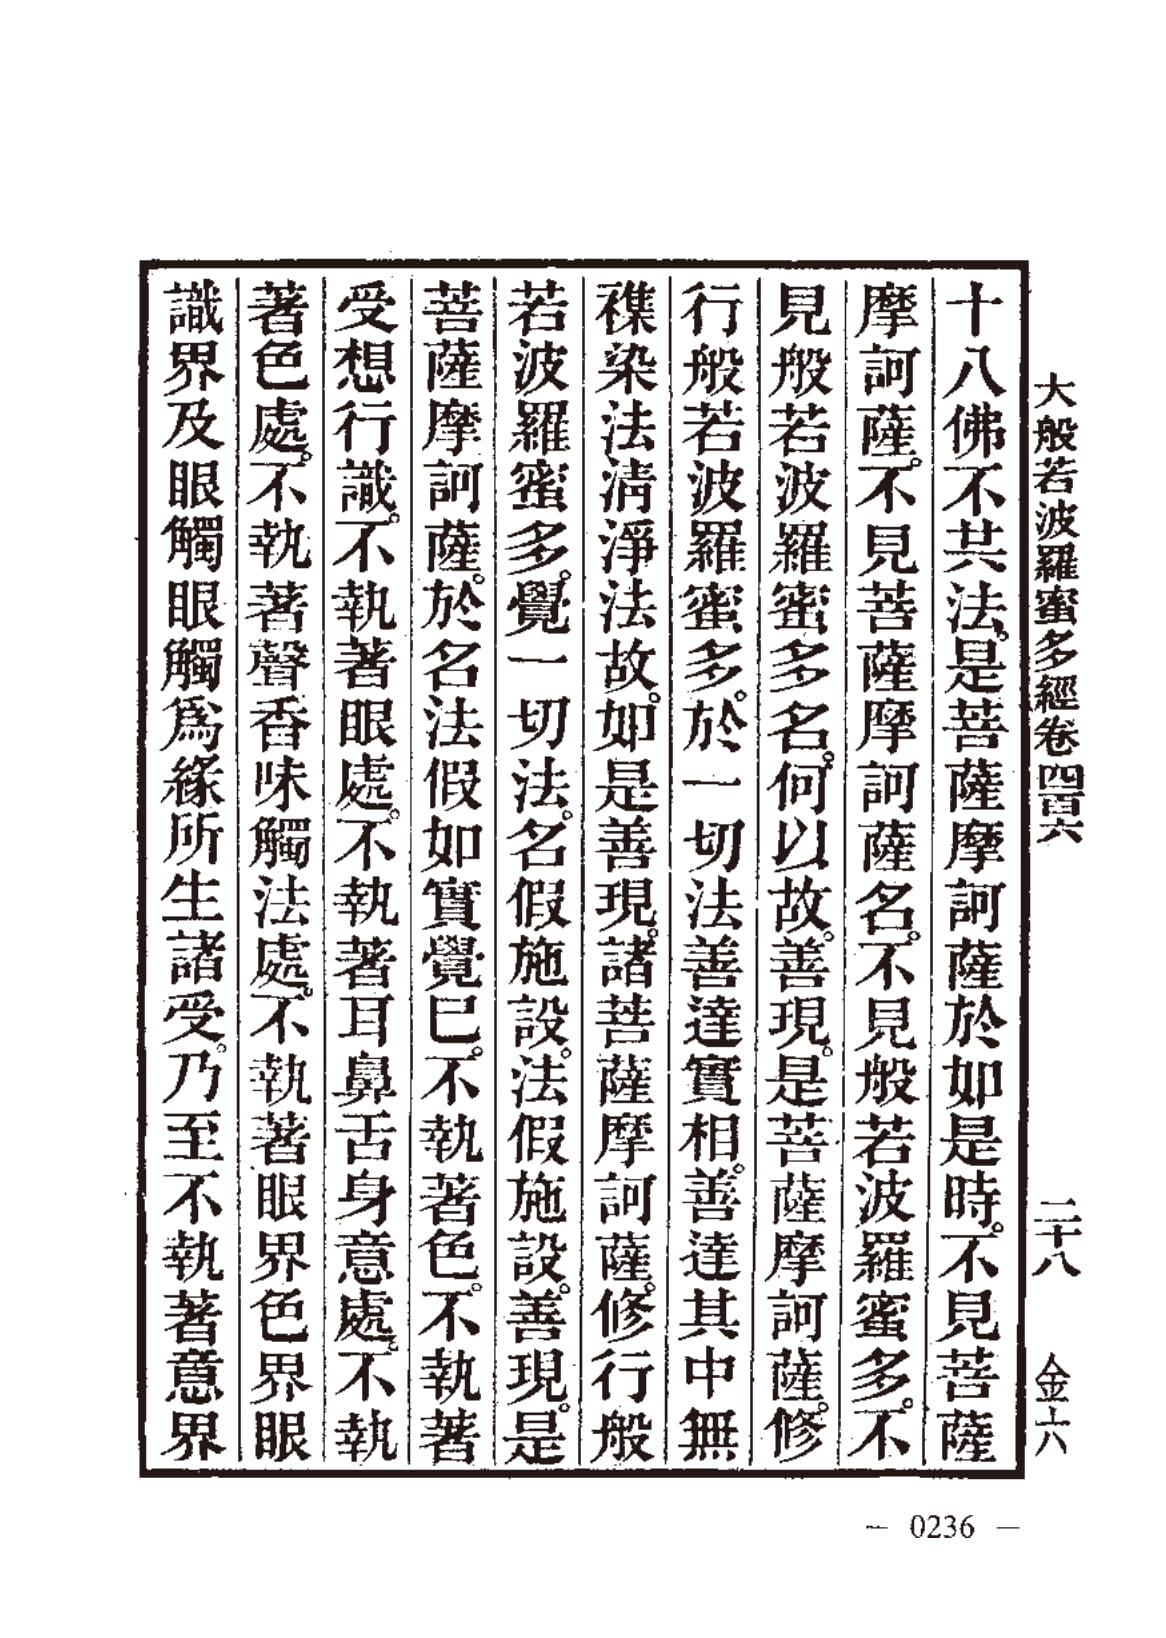 大般若波羅蜜多經卷四百六　二十八　金六
十八佛不共法。是菩薩摩訶薩於如是時。不見菩薩
摩訶薩。不見菩薩摩訶薩名。不見般若波羅蜜多。不
見般若波羅蜜多名。何以故。善現。是菩薩摩訶薩。修
行般若波羅蜜多。於一切法善達實相。善達其中無
襍染法淸淨法故。如是善現。諸菩薩摩訶薩。修行般
若波羅蜜多。覺一切法。名假施設。法假施設。善現。是
菩薩摩訶薩。於名法假如實覺巳。不執著色。不執著
受想行識。不執著眼處。不執著耳鼻舌身意處。不執
著色處。不執著聲香味觸法處。不執著眼界色界眼
識界及眼觸眼觸爲緣所生諸受。乃至不執著意界
— 0236 —